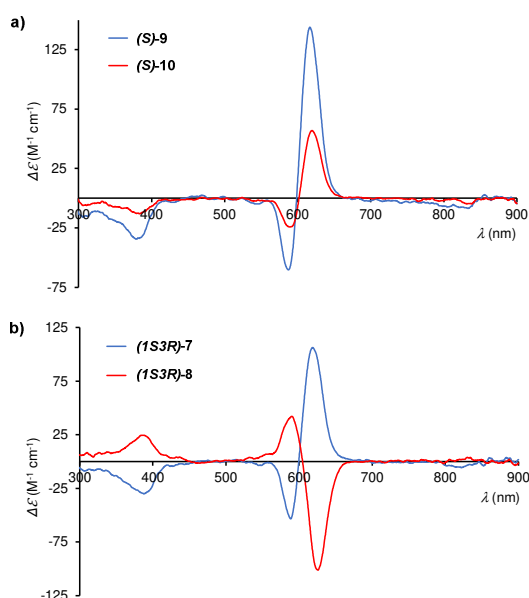 a)
(S)-9
(S)-10
125
75
25
-25
-75
Δℰ (M⁻¹ cm⁻¹)
300 400 500 600 700 800 900
λ (nm)
b)
(1S3R)-7
(1S3R)-8
125
75
25
-25
-75
-125
Δℰ (M⁻¹ cm⁻¹)
300 400 500 600 700 800 900
λ (nm)